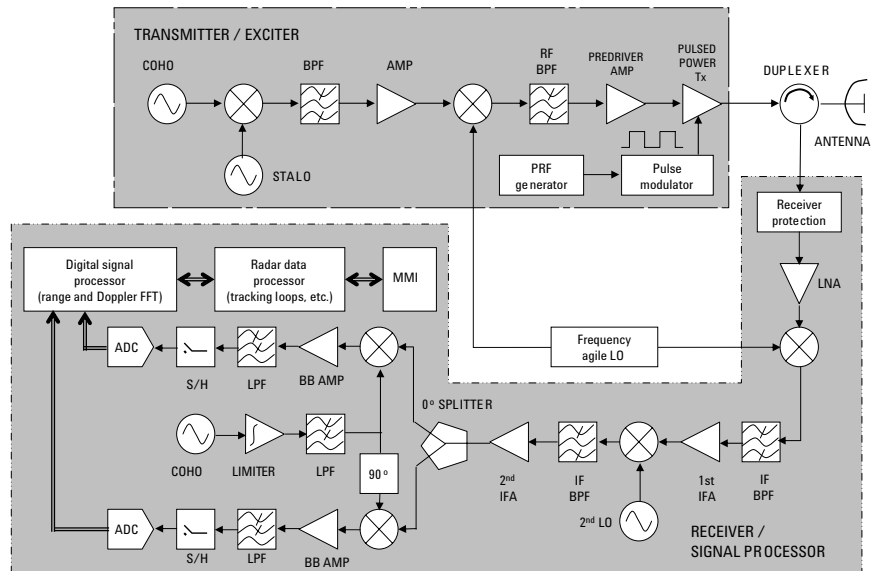 TRANSMITTER / EXCITER
COHO
BPF
AMP
RF
BPF
PREDRIVER
AMP
PULSED
POWER
Tx
DUPLEXER
ANTENNA
STALO
PRF
generator
Pulse
modulator
Receiver
protection
LNA
Digital signal
processor
(range and Doppler FFT)
Radar data
processor
(tracking loops, etc.)
MMI
Frequency
agile LO
ADC
S/H
LPF
BB AMP
0° SPLITTER
COHO
LIMITER
LPF
90°
2nd
IFA
IF
BPF
2nd LO
1st
IFA
IF
BPF
ADC
S/H
LPF
BB AMP
RECEIVER /
SIGNAL PROCESSOR